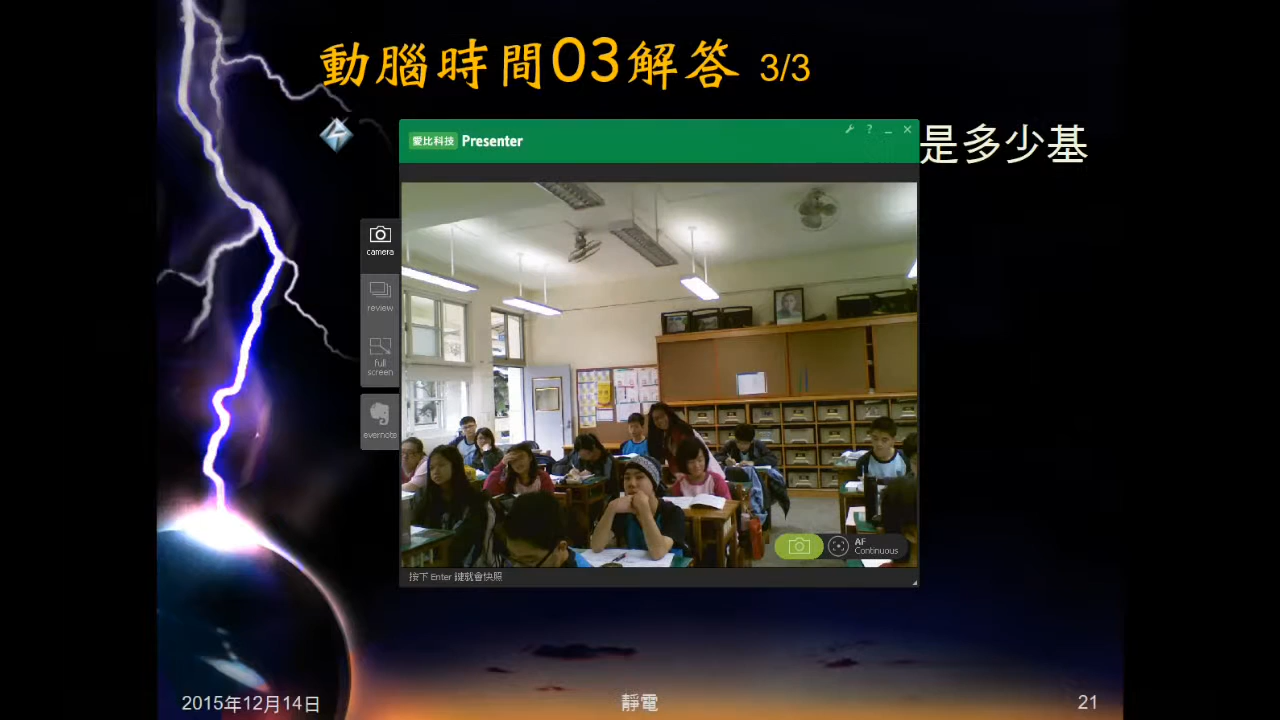 動腦時間03解答 3/3
愛比科技 Presenter
是多少基
camera
review
full
screen
evernote
AF
Continuous
按下 Enter 鍵就會快照
2015年12月14日
靜電
21